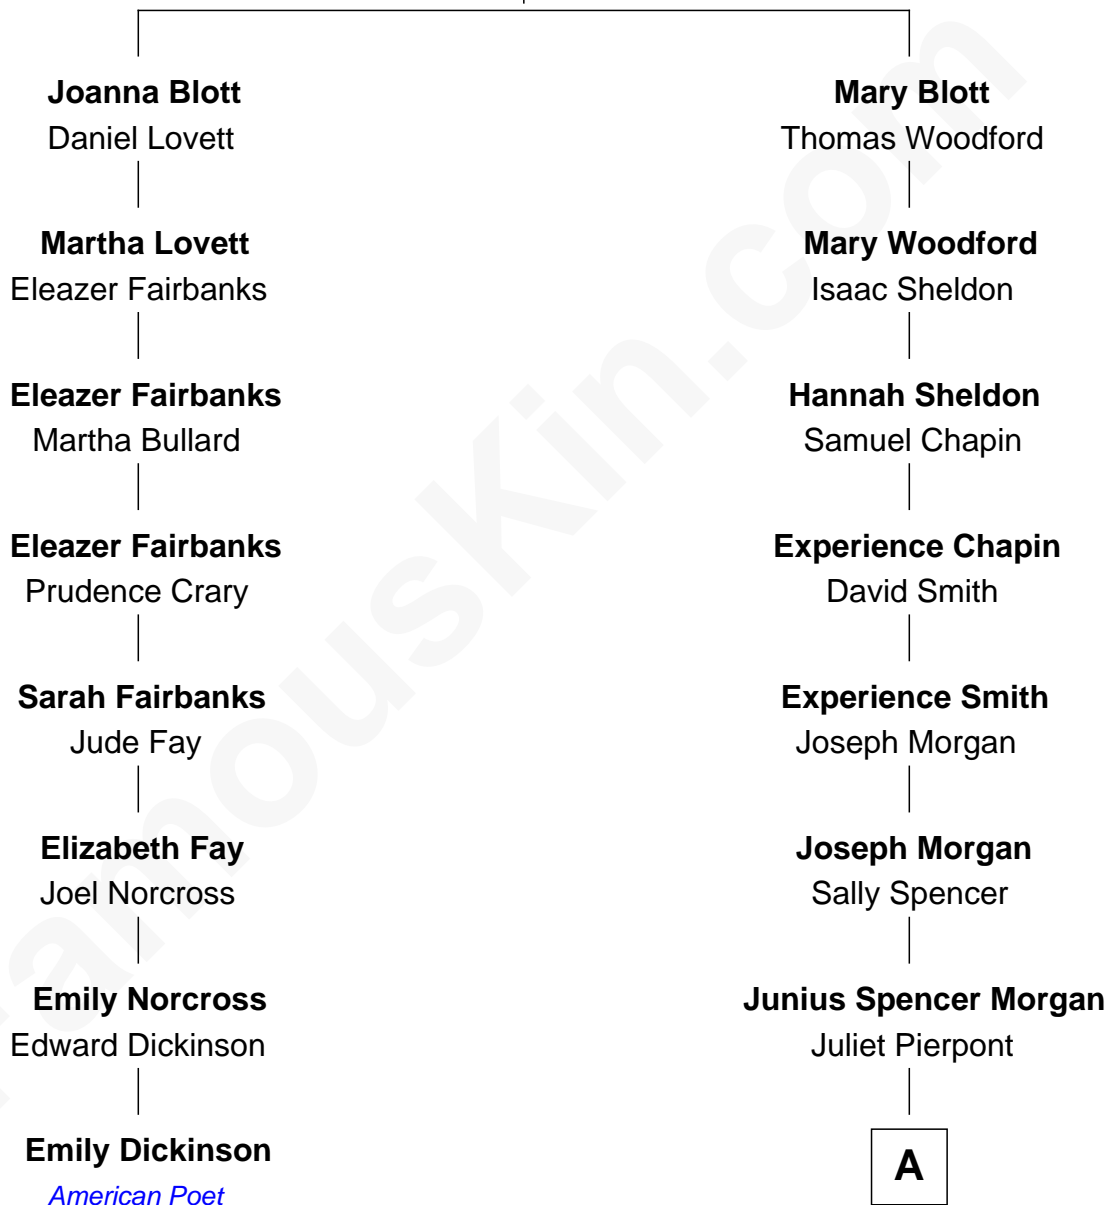 Joanna Blott
Daniel Lovett
Mary Blott
Thomas Woodford
Martha Lovett
Eleazer Fairbanks
Mary Woodford
Isaac Sheldon
Eleazer Fairbanks
Martha Bullard
Hannah Sheldon
Samuel Chapin
Eleazer Fairbanks
Prudence Crary
Experience Chapin
David Smith
Sarah Fairbanks
Jude Fay
Experience Smith
Joseph Morgan
Elizabeth Fay
Joel Norcross
Joseph Morgan
Sally Spencer
Emily Norcross
Edward Dickinson
Junius Spencer Morgan
Juliet Pierpont
Emily Dickinson
American Poet
A
FamousKin.com